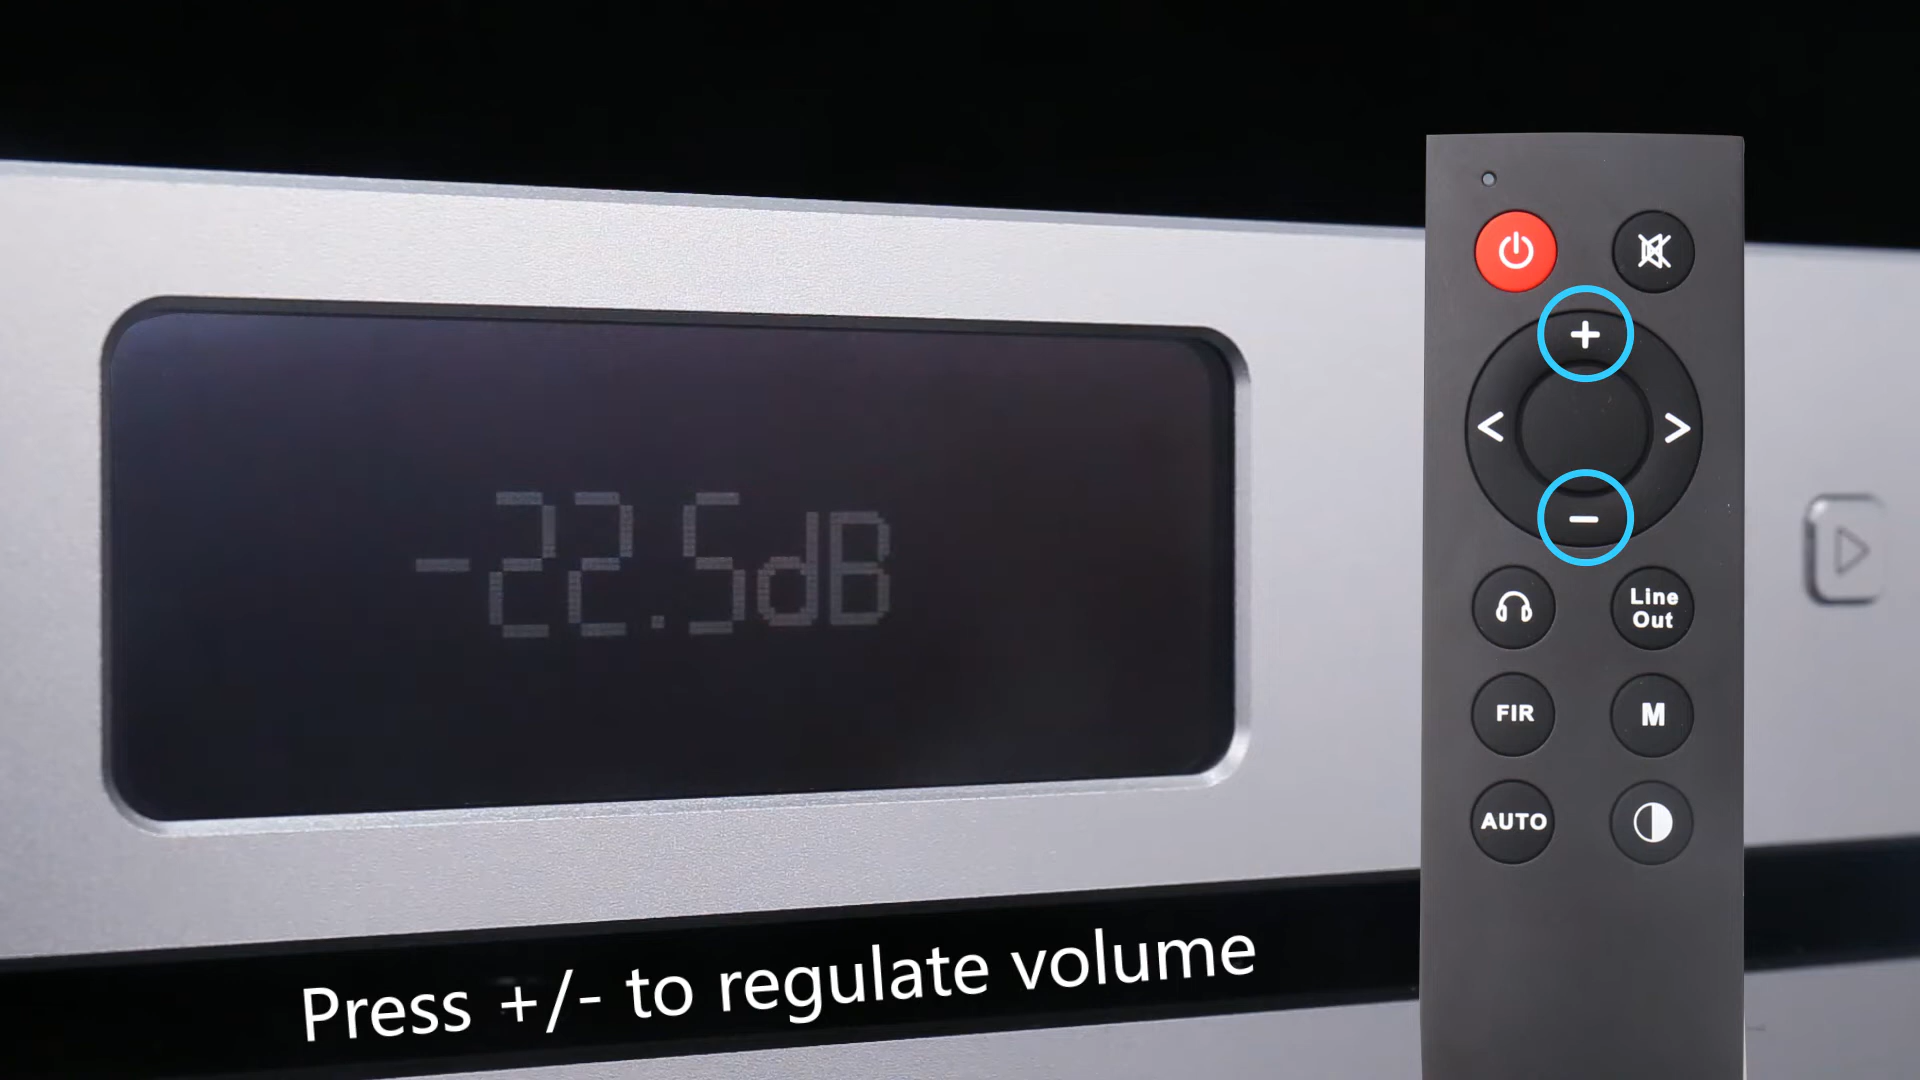 -22.5dB
+
<
>
-
Line
Out
FIR
M
AUTO
Press +/- to regulate volume